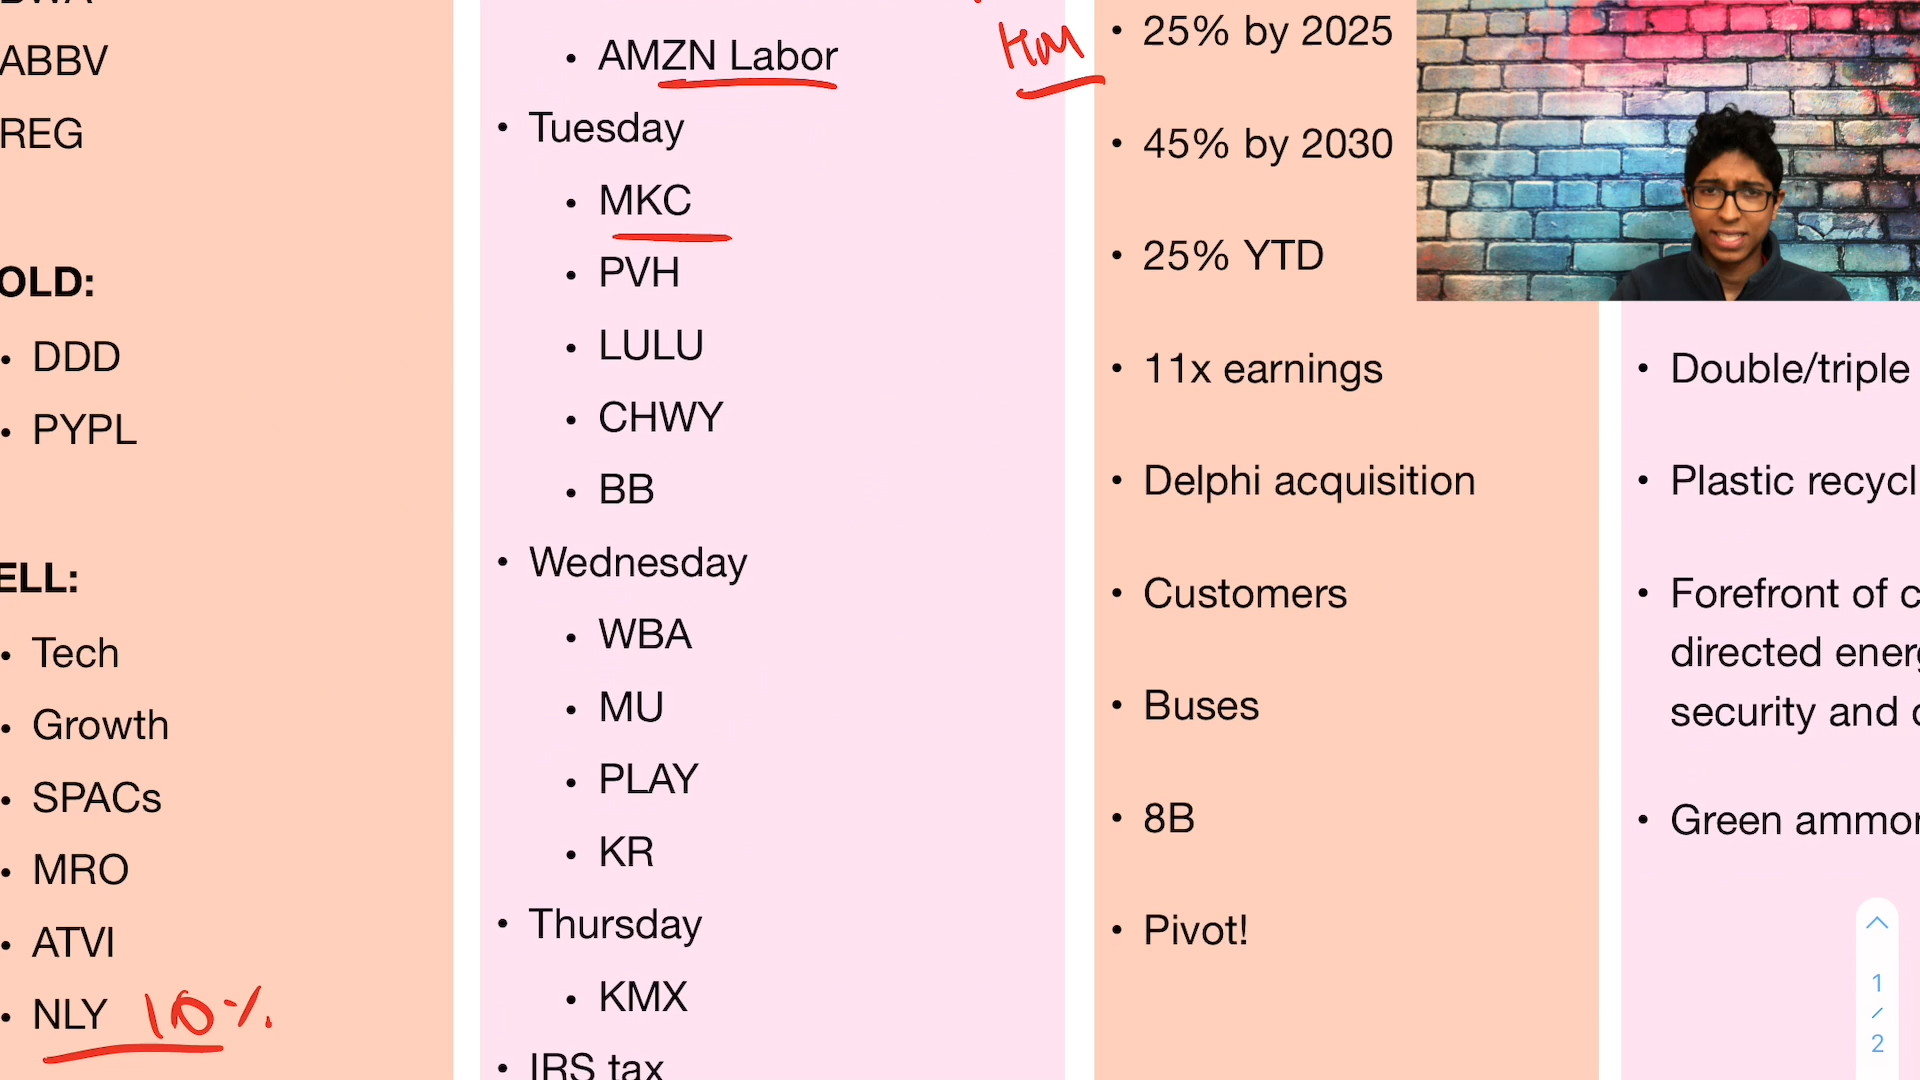 ABBV
REG
OLD:
• DDD
• PYPL
ELL:
• Tech
• Growth
• SPACs
• MRO
• ATVI
• NLY 10%
• AMZN Labor
• Tuesday
• MKC
• PVH
• LULU
• CHWY
• BB
• Wednesday
• WBA
• MU
• PLAY
• KR
• Thursday
• KMX
• IRS tax
• 25% by 2025
• 45% by 2030
• 25% YTD
• 11x earnings
• Delphi acquisition
• Customers
• Buses
• 8B
• Pivot!
• Double/triple
• Plastic recycl
• Forefront of c
directed energ
security and
• Green ammon
1
/
2